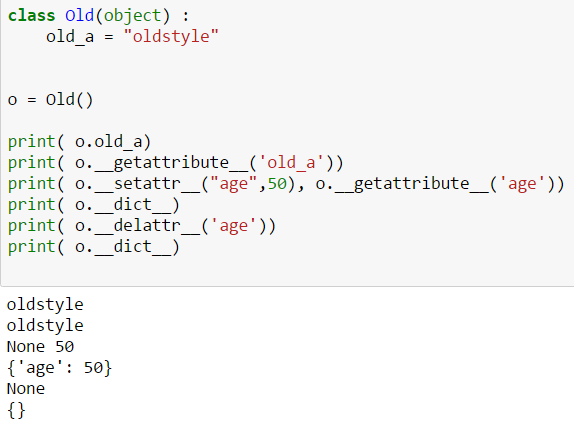 class Old(object) :
    old_a = "oldstyle"
o = Old()
print( o.old_a)
print( o.__getattribute__('old_a'))
print( o.__setattr__("age",50), o.__getattribute__('age'))
print( o.__dict__)
print( o.__delattr__('age'))
print( o.__dict__)
oldstyle
oldstyle
None 50
{'age': 50}
None
{}